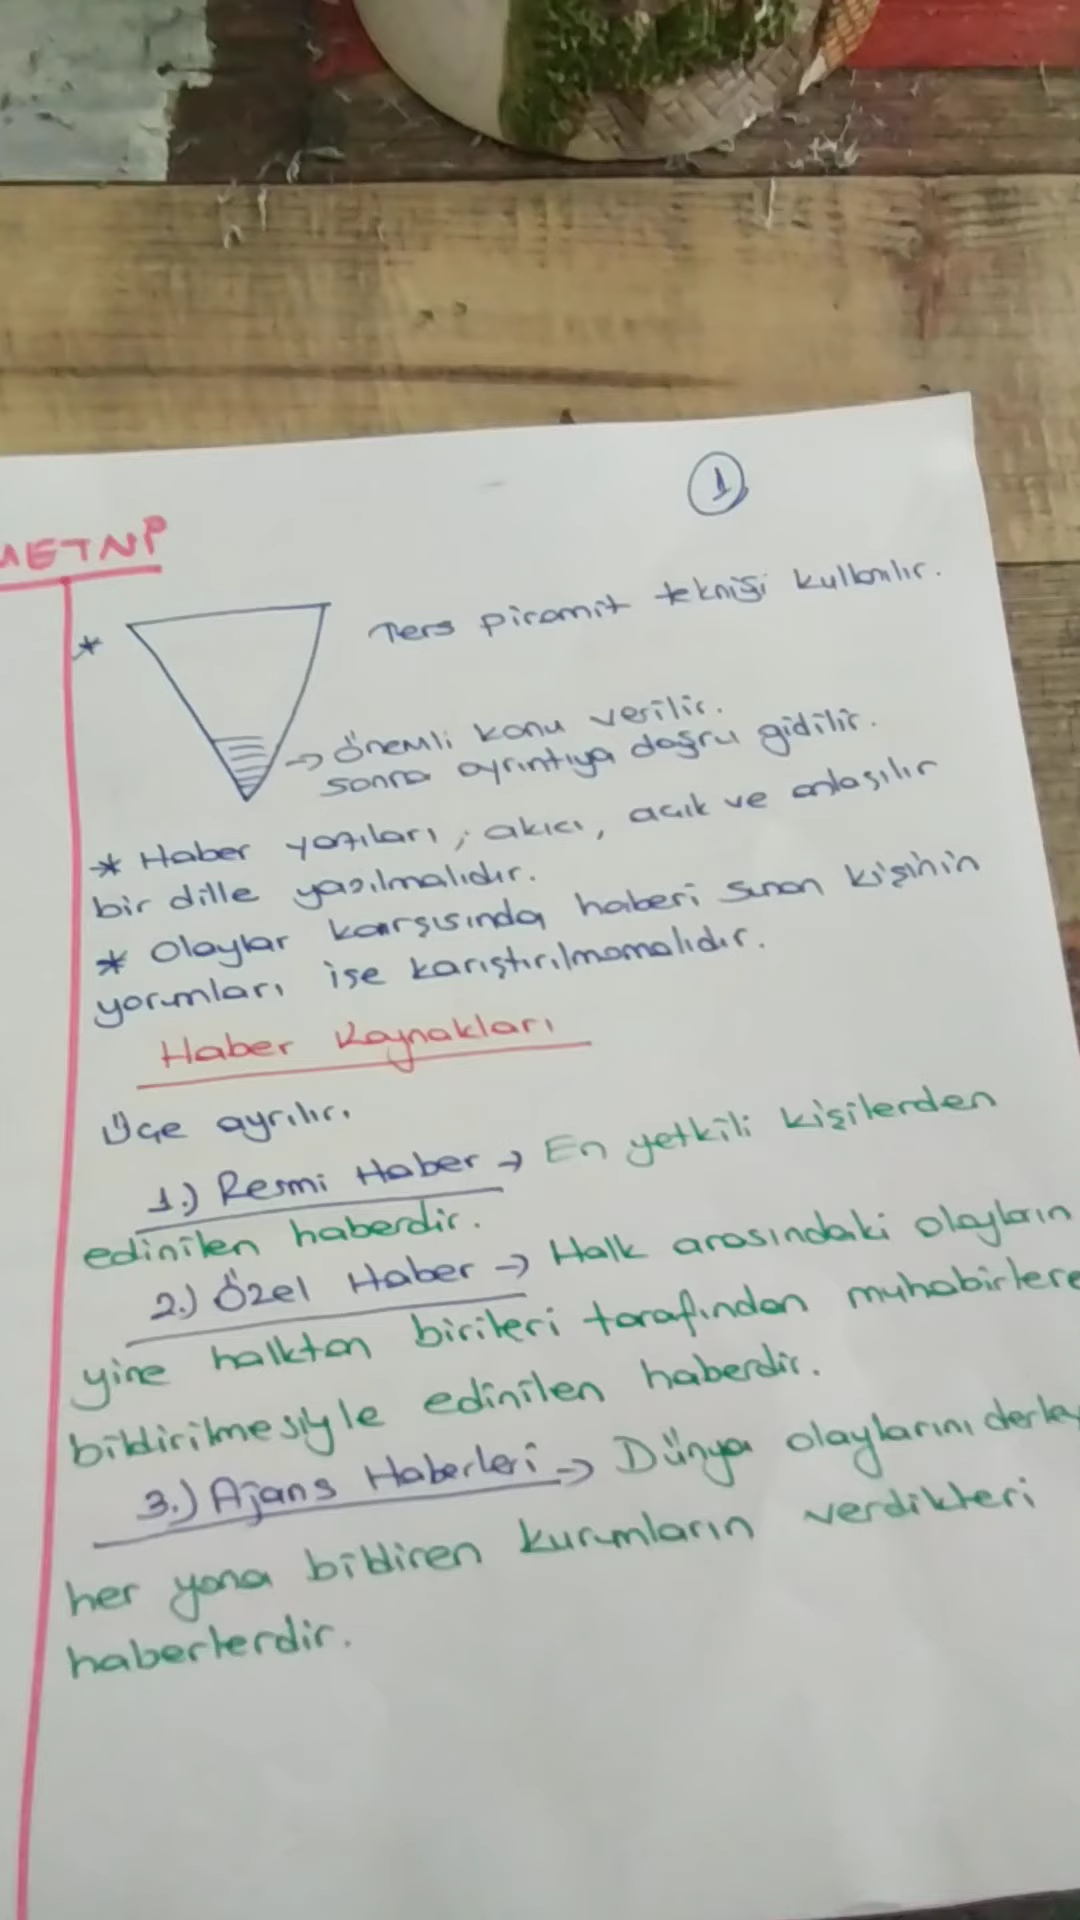 1
METNİ
* Ters piramit tekniği kullanılır.
→ önemli konu verilir.
sonra ayrıntıya doğru gidilir.
* Haber yazıları, akıcı, açık ve anlaşılır
bir dille yazılmalıdır.
* Olaylar karşısında haberi sunan kişinin
yorumları ise karıştırılmamalıdır.
Haber Kaynakları
Üçe ayrılır.
1.) Resmi Haber → En yetkili kişilerden
edinilen haberdir.
2.) Özel Haber → Halk arasındaki olayların
yine halktan birileri tarafından muhabirlere
bildirilmesiyle edinilen haberdir.
3.) Ajans Haberleri → Dünya olaylarını derley
her yana bildiren kurumların verdikleri
haberlerdir.